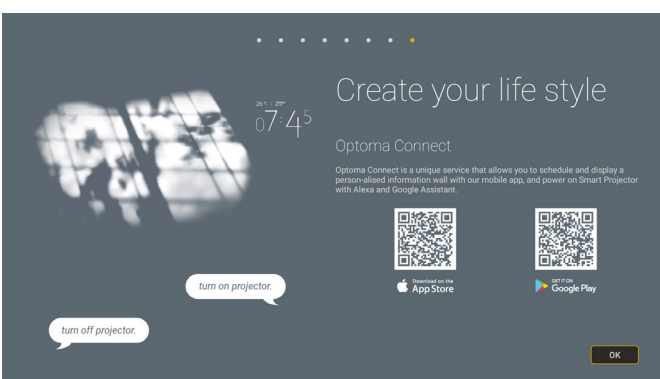 Create your life style
26°C
07:45
Optoma Connect
Optoma Connect is a unique service that allows you to schedule and display a
person-alised information wall with our mobile app, and power on Smart Projector
with Alexa and Google Assistant.
Download on the
App Store
GET IT ON
Google Play
turn on projector.
turn off projector.
OK